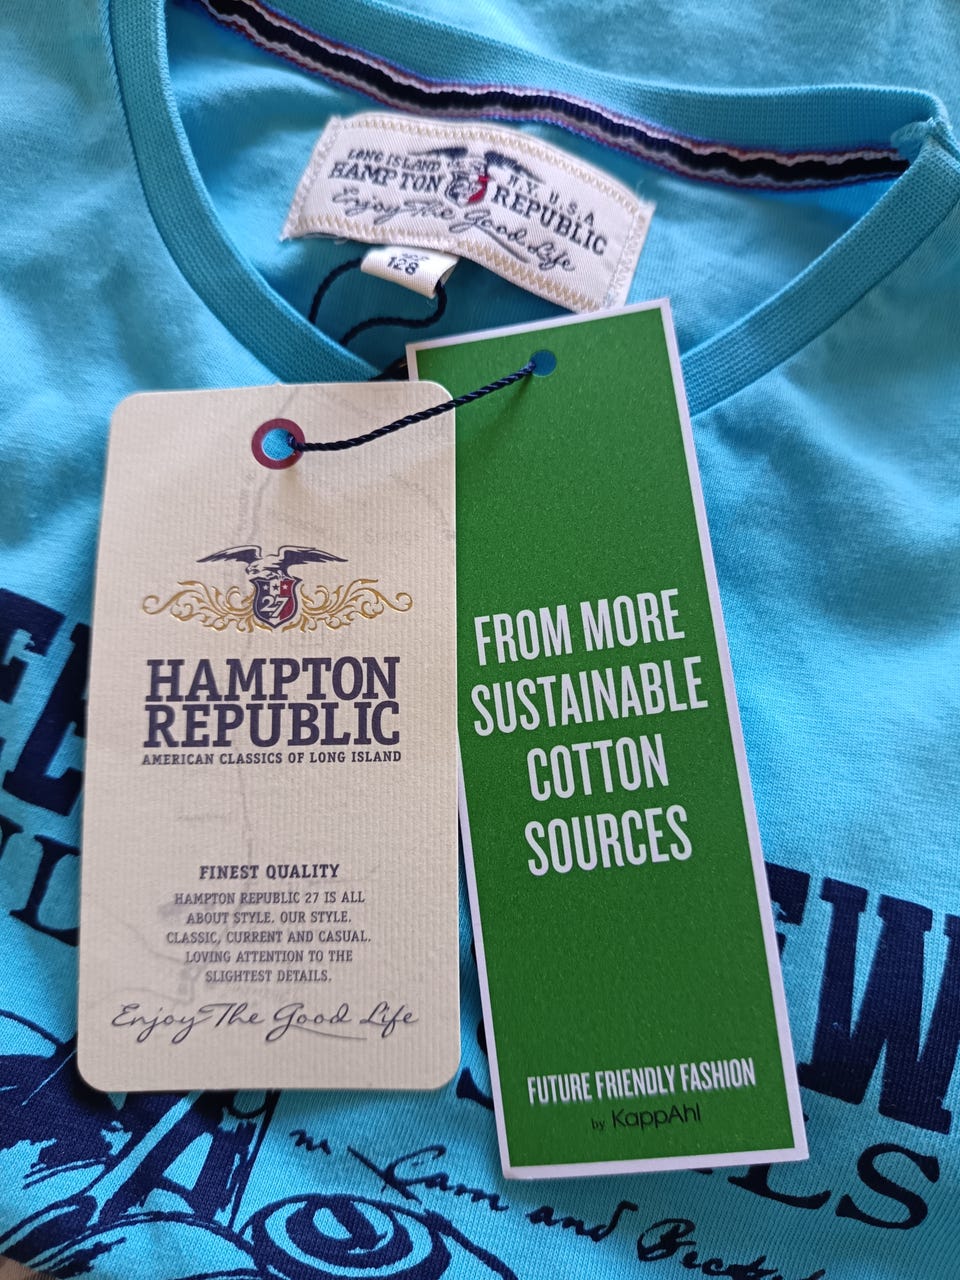 LONG ISLAND N.Y. U.S.A
HAMPTON REPUBLIC
Enjoy The Good Life
128
27
HAMPTON
REPUBLIC
AMERICAN CLASSICS OF LONG ISLAND
FINEST QUALITY
HAMPTON REPUBLIC 27 IS ALL
ABOUT STYLE. OUR STYLE.
CLASSIC, CURRENT AND CASUAL.
LOVING ATTENTION TO THE
SLIGHTEST DETAILS.
Enjoy The Good Life
FROM MORE
SUSTAINABLE
COTTON
SOURCES
FUTURE FRIENDLY FASHION
by KappAhl
and